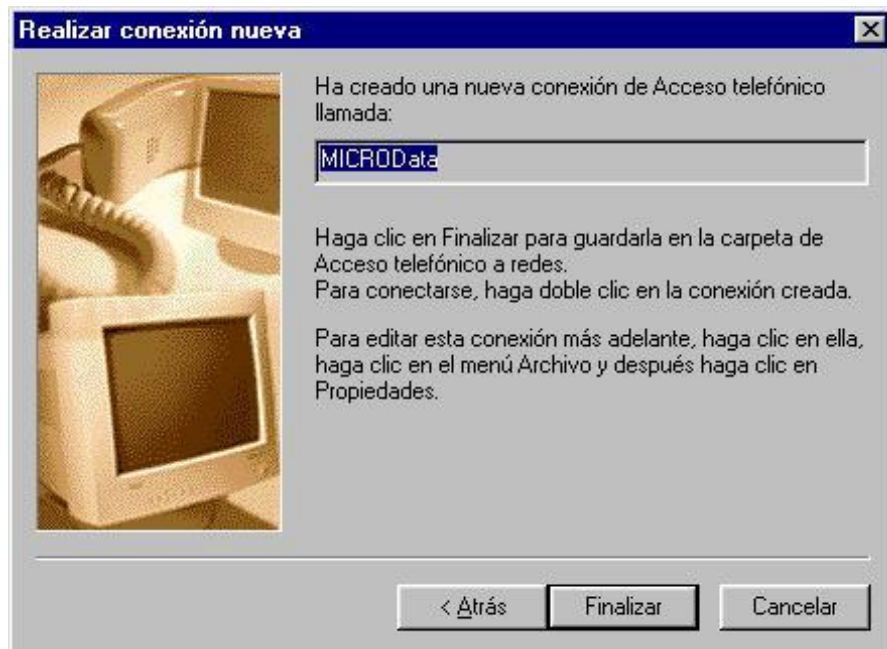 Realizar conexión nueva
Ha creado una nueva conexión de Acceso telefónico
llamada:
MICROData
Haga clic en Finalizar para guardarla en la carpeta de
Acceso telefónico a redes.
Para conectarse, haga doble clic en la conexión creada.
Para editar esta conexión más adelante, haga clic en ella,
haga clic en el menú Archivo y después haga clic en
Propiedades.
< Atrás Finalizar Cancelar